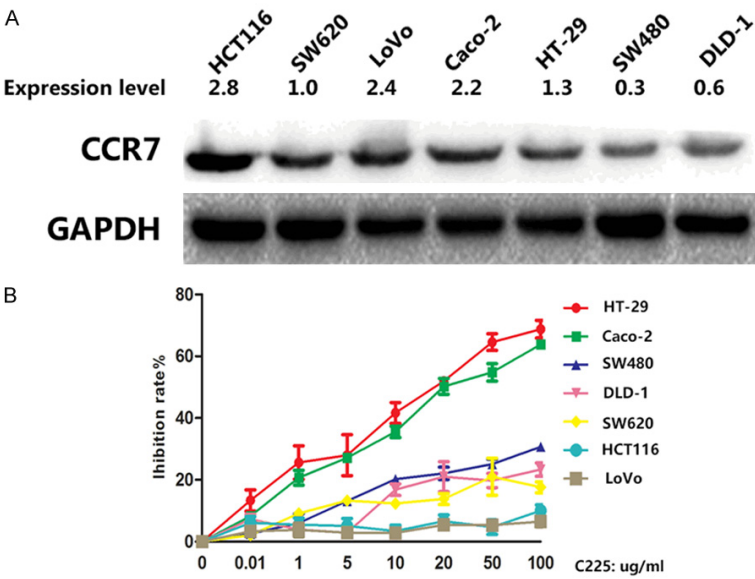 A
HCT116 SW620 LoVo Caco-2 HT-29 SW480 DLD-1
Expression level 2.8 1.0 2.4 2.2 1.3 0.3 0.6
CCR7
GAPDH
B
80
60
40
20
0
Ihibition rate%
HT-29
Caco-2
SW480
DLD-1
SW620
HCT116
LoVo
0 0.01 1 5 10 20 50 100 C225: ug/ml